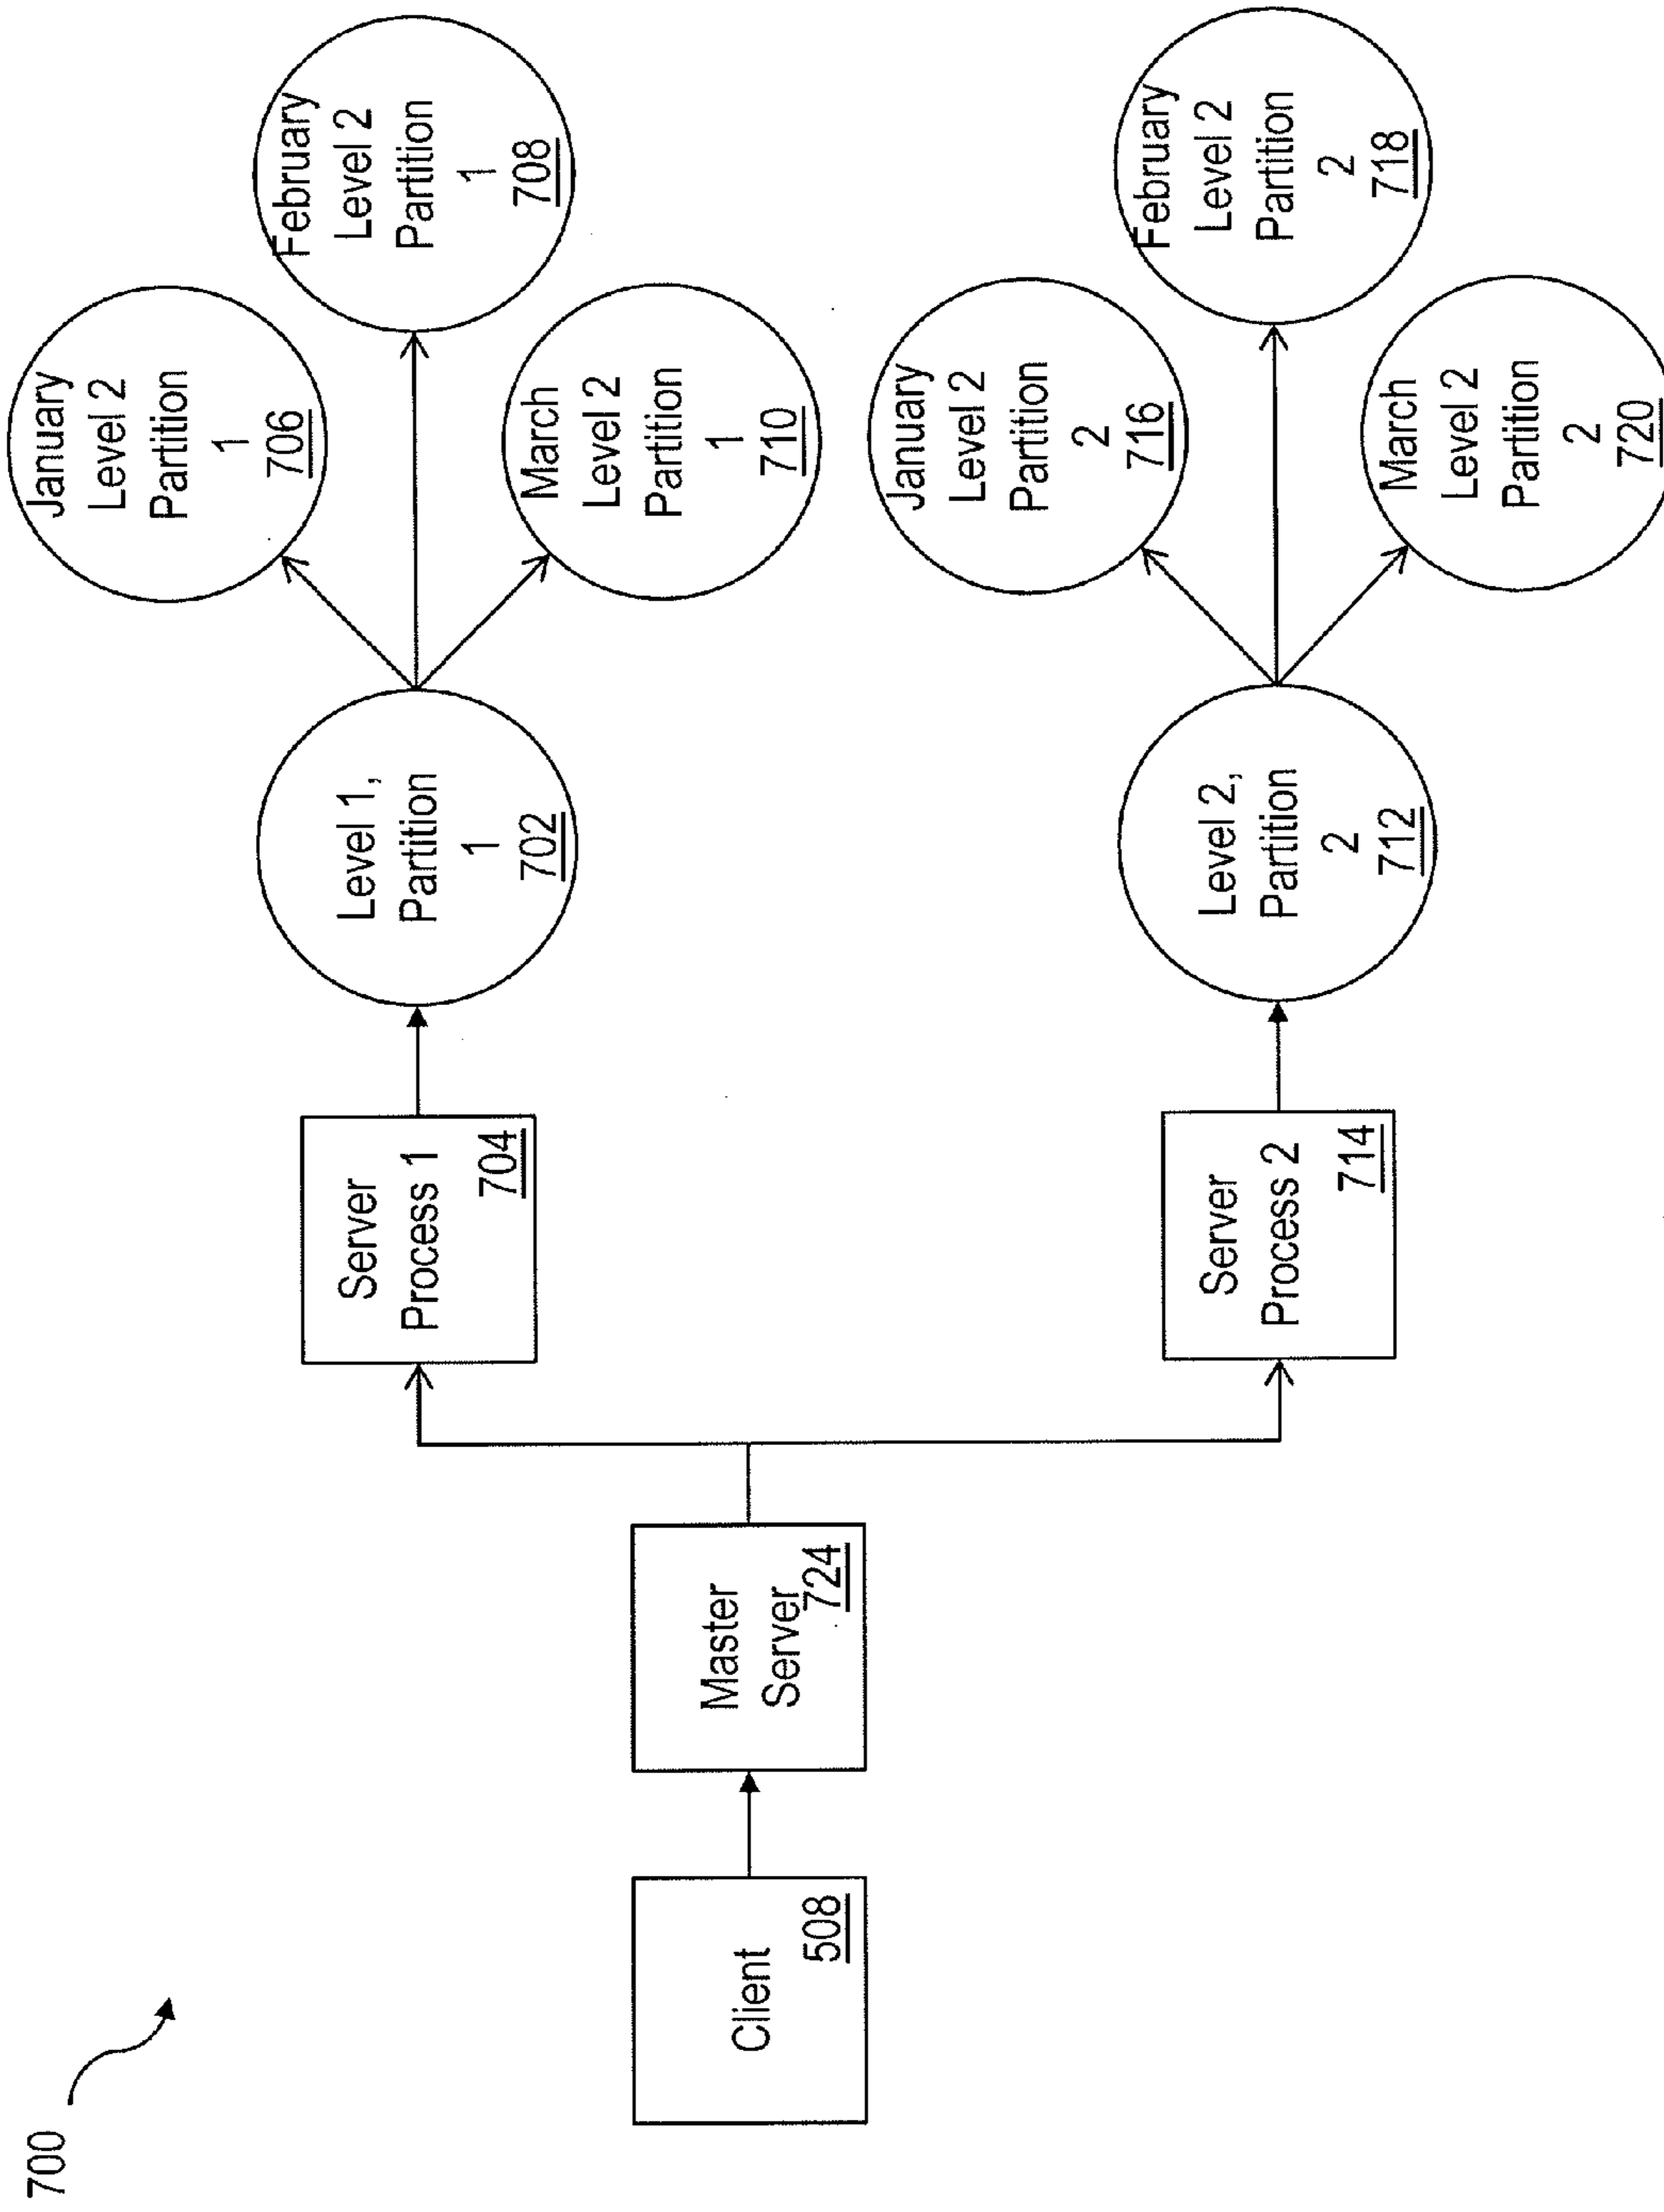 700
Client
508
Master
Server
724
Server
Process 1
704
Level 1,
Partition
1
702
January
Level 2
Partition
1
706
February
Level 2
Partition
1
708
March
Level 2
Partition
1
710
Server
Process 2
714
Level 2,
Partition
2
712
January
Level 2
Partition
2
716
February
Level 2
Partition
2
718
March
Level 2
Partition
2
720